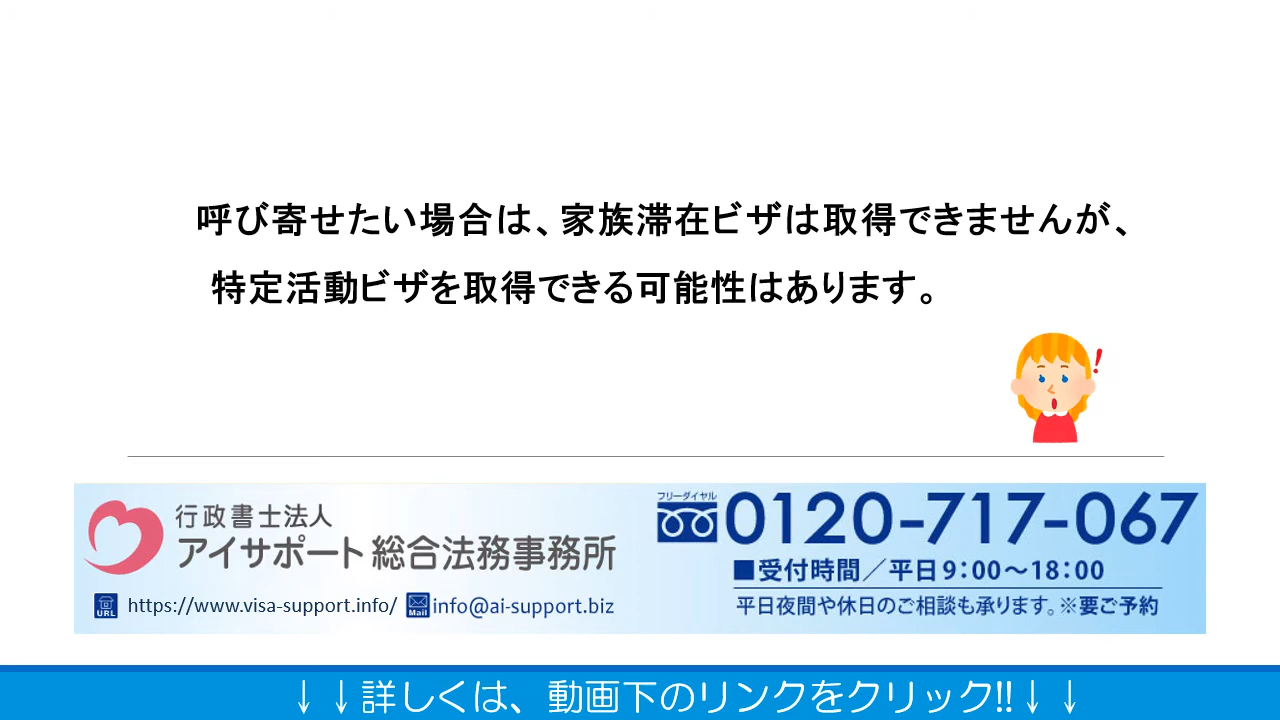 呼び寄せたい場合は、家族滞在ビザは取得できませんが、
特定活動ビザを取得できる可能性はあります。
行政書士法人
アイサポート 総合法務事務所
URL https://www.visa-support.info/ Mail info@ai-support.biz
フリーダイヤル
0120-717-067
■受付時間／平日9:00～18:00
平日夜間や休日のご相談も承ります。※要ご予約
↓↓詳しくは、動画下のリンクをクリック!!↓↓